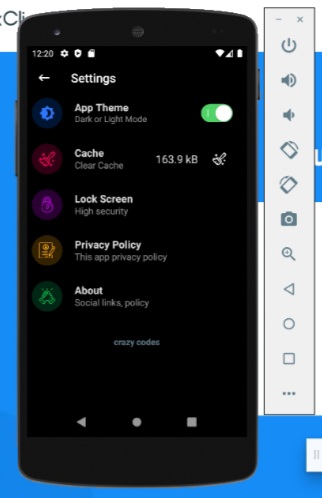 12:20
Settings
App Theme
Dark or Light Mode
Cache
Clear Cache
163.9 kB
Lock Screen
High security
Privacy Policy
This app privacy policy
About
Social links, policy
crazy codes